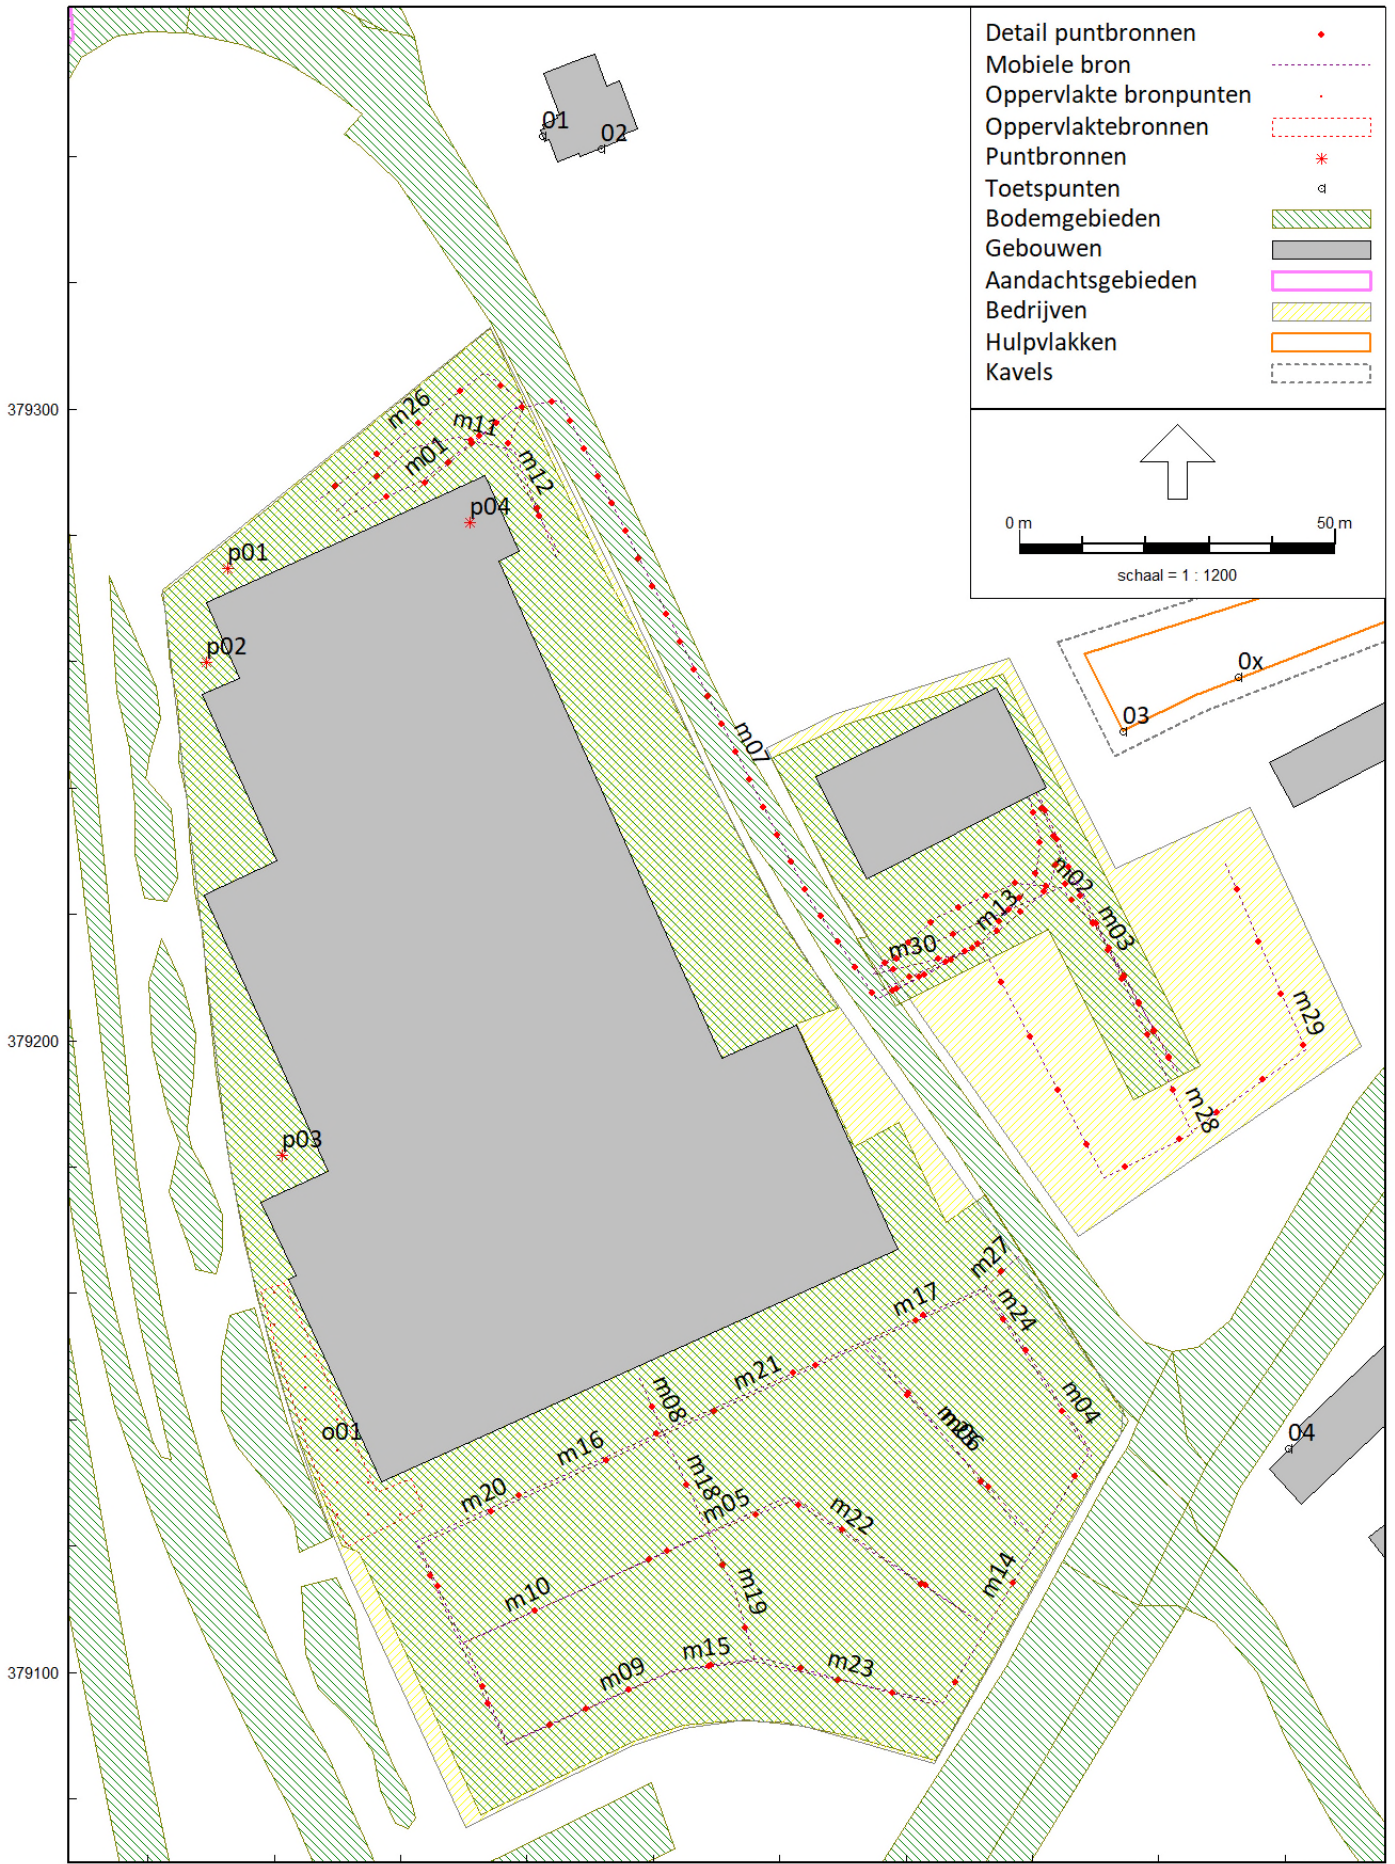 Detail puntbronnen
Mobiele bron
Oppervlakte bronpunten
Oppervlaktebronnen
Puntbronnen
Toetspunten
Bodemgebieden
Gebouwen
Aandachtsgebieden
Bedrijven
Hulpvlakken
Kavels
0 m
50 m
schaal = 1 : 1200
01
02
379300
m26
m11
m01
m12
p04
p01
p02
0x
03
m07
m02
m13
m03
m30
379200
m29
m28
p03
m27
m17
m24
m21
m08
m04
o01
m16
04
m18
m20
m05
m22
m10
m19
m14
m15
m09
m23
379100